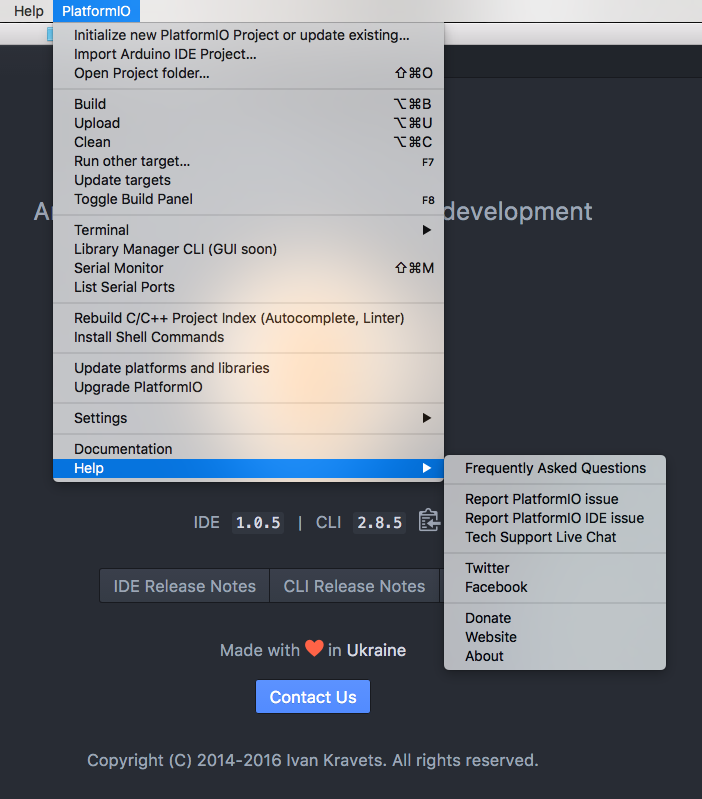 Help PlatformIO
Initialize new PlatformIO Project or update existing...
Import Arduino IDE Project...
Open Project folder... ⇧⌘O
Build ⌥⌘B
Upload ⌥⌘U
Clean ⌥⌘C
Run other target... F7
Update targets
Toggle Build Panel F8
development
Terminal ▶
Library Manager CLI (GUI soon)
Serial Monitor ⇧⌘M
List Serial Ports
Rebuild C/C++ Project Index (Autocomplete, Linter)
Install Shell Commands
Update platforms and libraries
Upgrade PlatformIO
Settings ▶
Documentation
Help ▶
Frequently Asked Questions
Report PlatformIO issue
Report PlatformIO IDE issue
Tech Support Live Chat
Twitter
Facebook
Donate
Website
About
IDE 1.0.5 | CLI 2.8.5
IDE Release Notes CLI Release Notes
Made with ❤ in Ukraine
Contact Us
Copyright (C) 2014-2016 Ivan Kravets. All rights reserved.